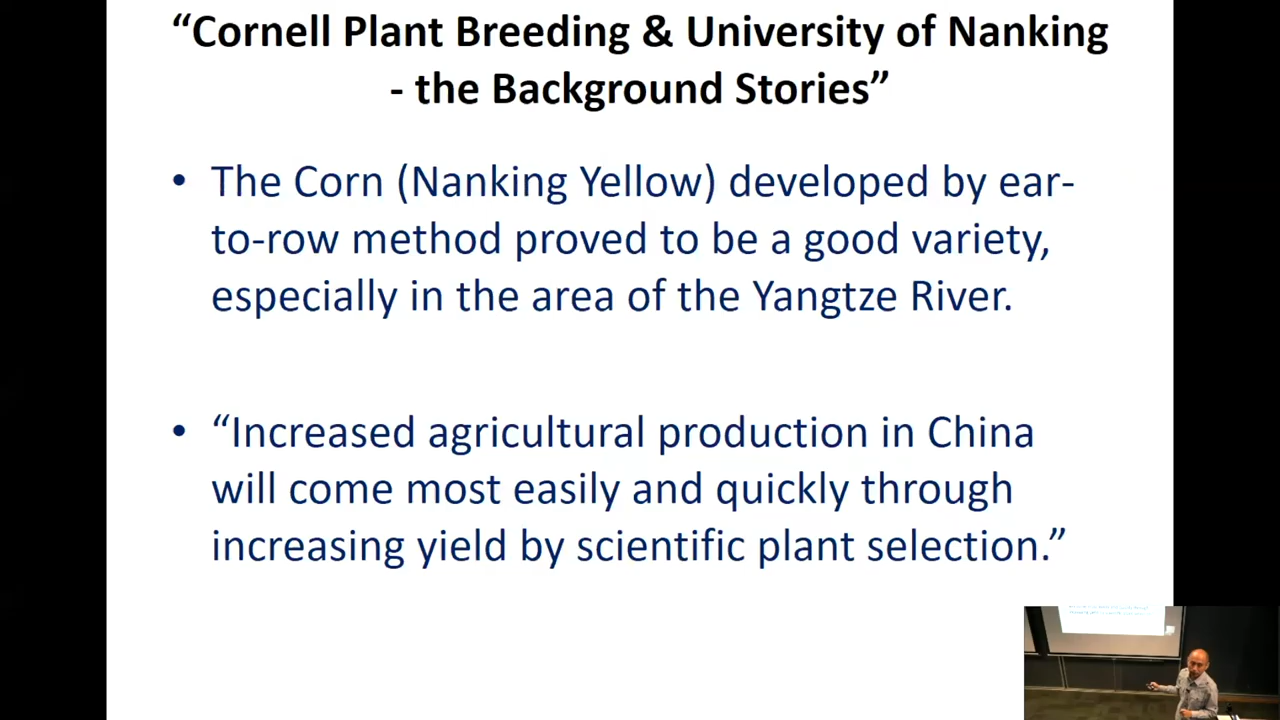 “Cornell Plant Breeding & University of Nanking
- the Background Stories”
• The Corn (Nanking Yellow) developed by ear-
to-row method proved to be a good variety,
especially in the area of the Yangtze River.
• “Increased agricultural production in China
will come most easily and quickly through
increasing yield by scientific plant selection.”